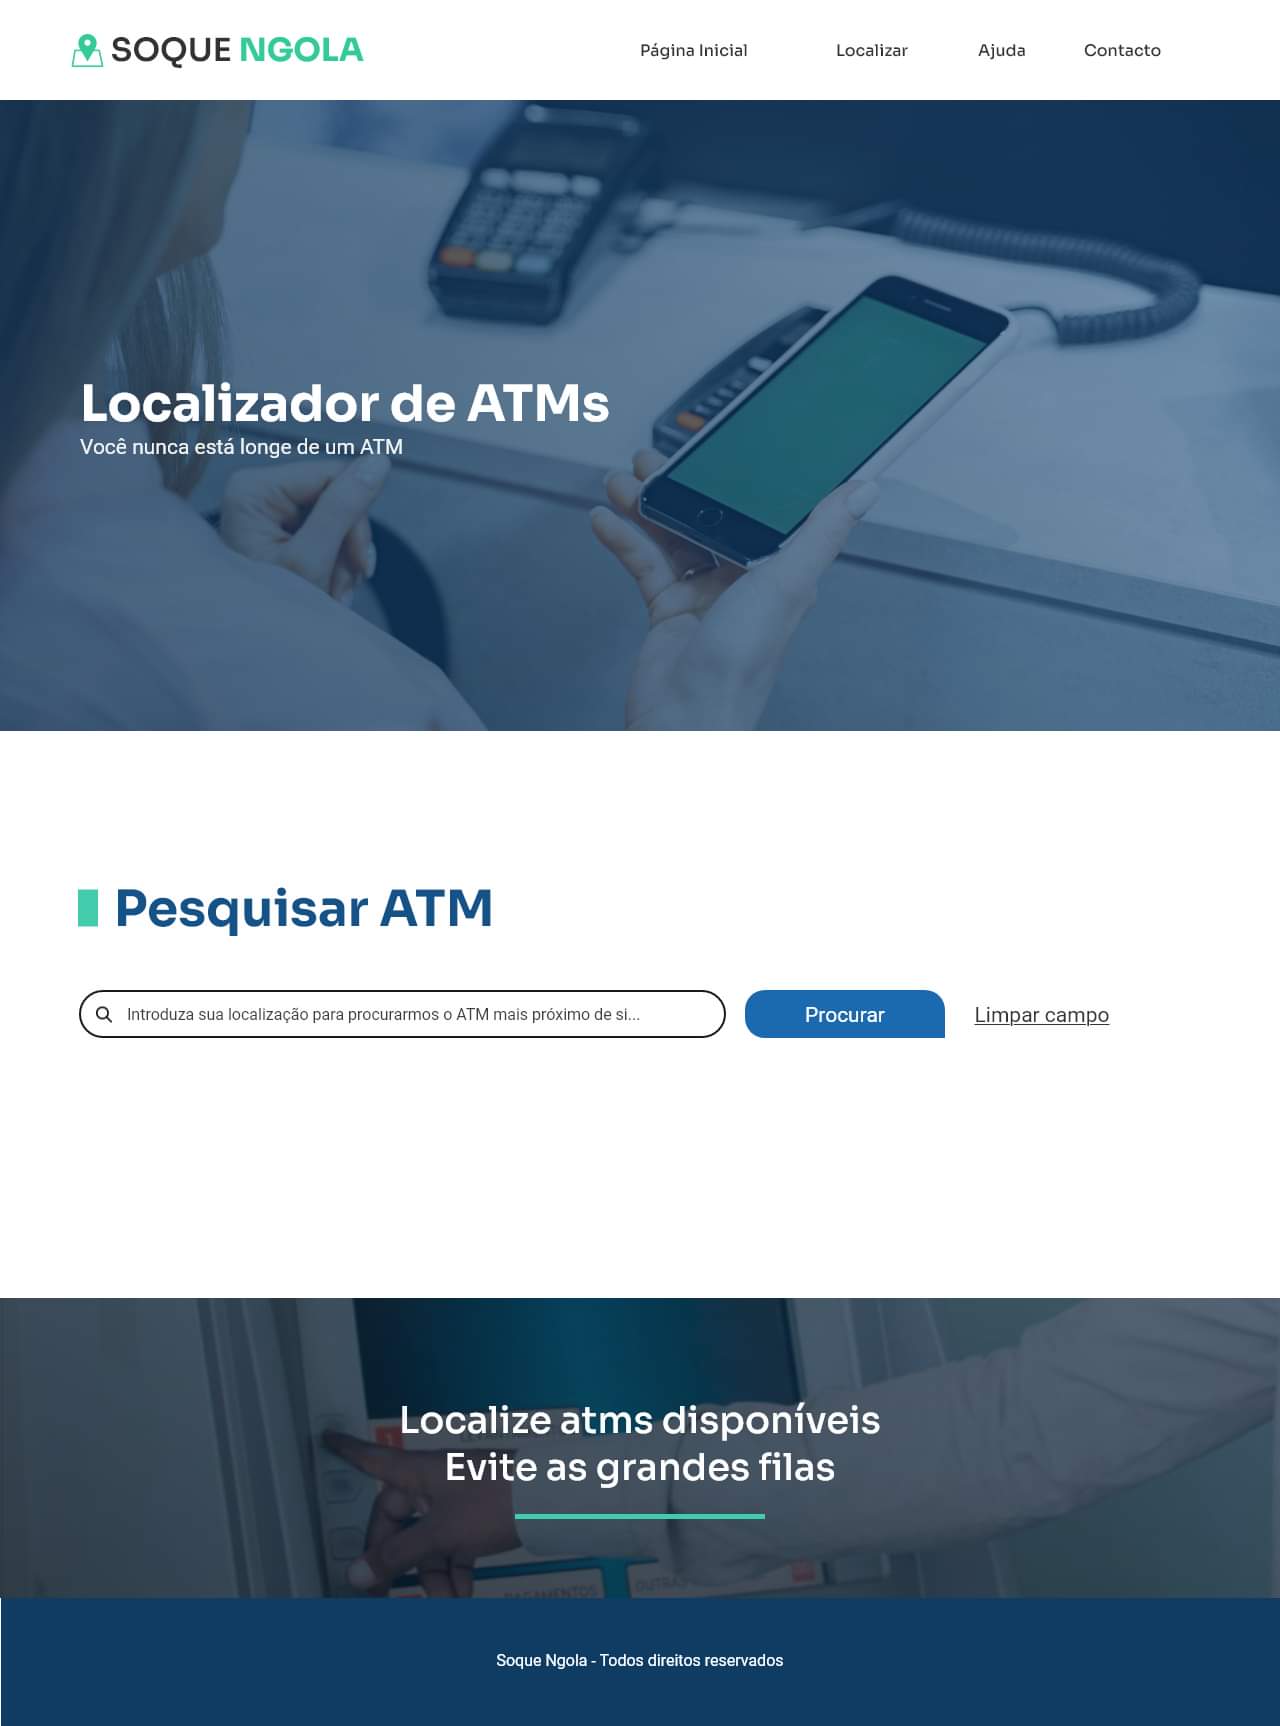 SOQUE NGOLA
Página Inicial
Localizar
Ajuda
Contacto
Localizador de ATMs
Você nunca está longe de um ATM
Pesquisar ATM
Introduza sua localização para procurarmos o ATM mais próximo de si...
Procurar
Limpar campo
Localize atms disponíveis
Evite as grandes filas
PAGAMENTOS
OUTRAS
Soque Ngola - Todos direitos reservados